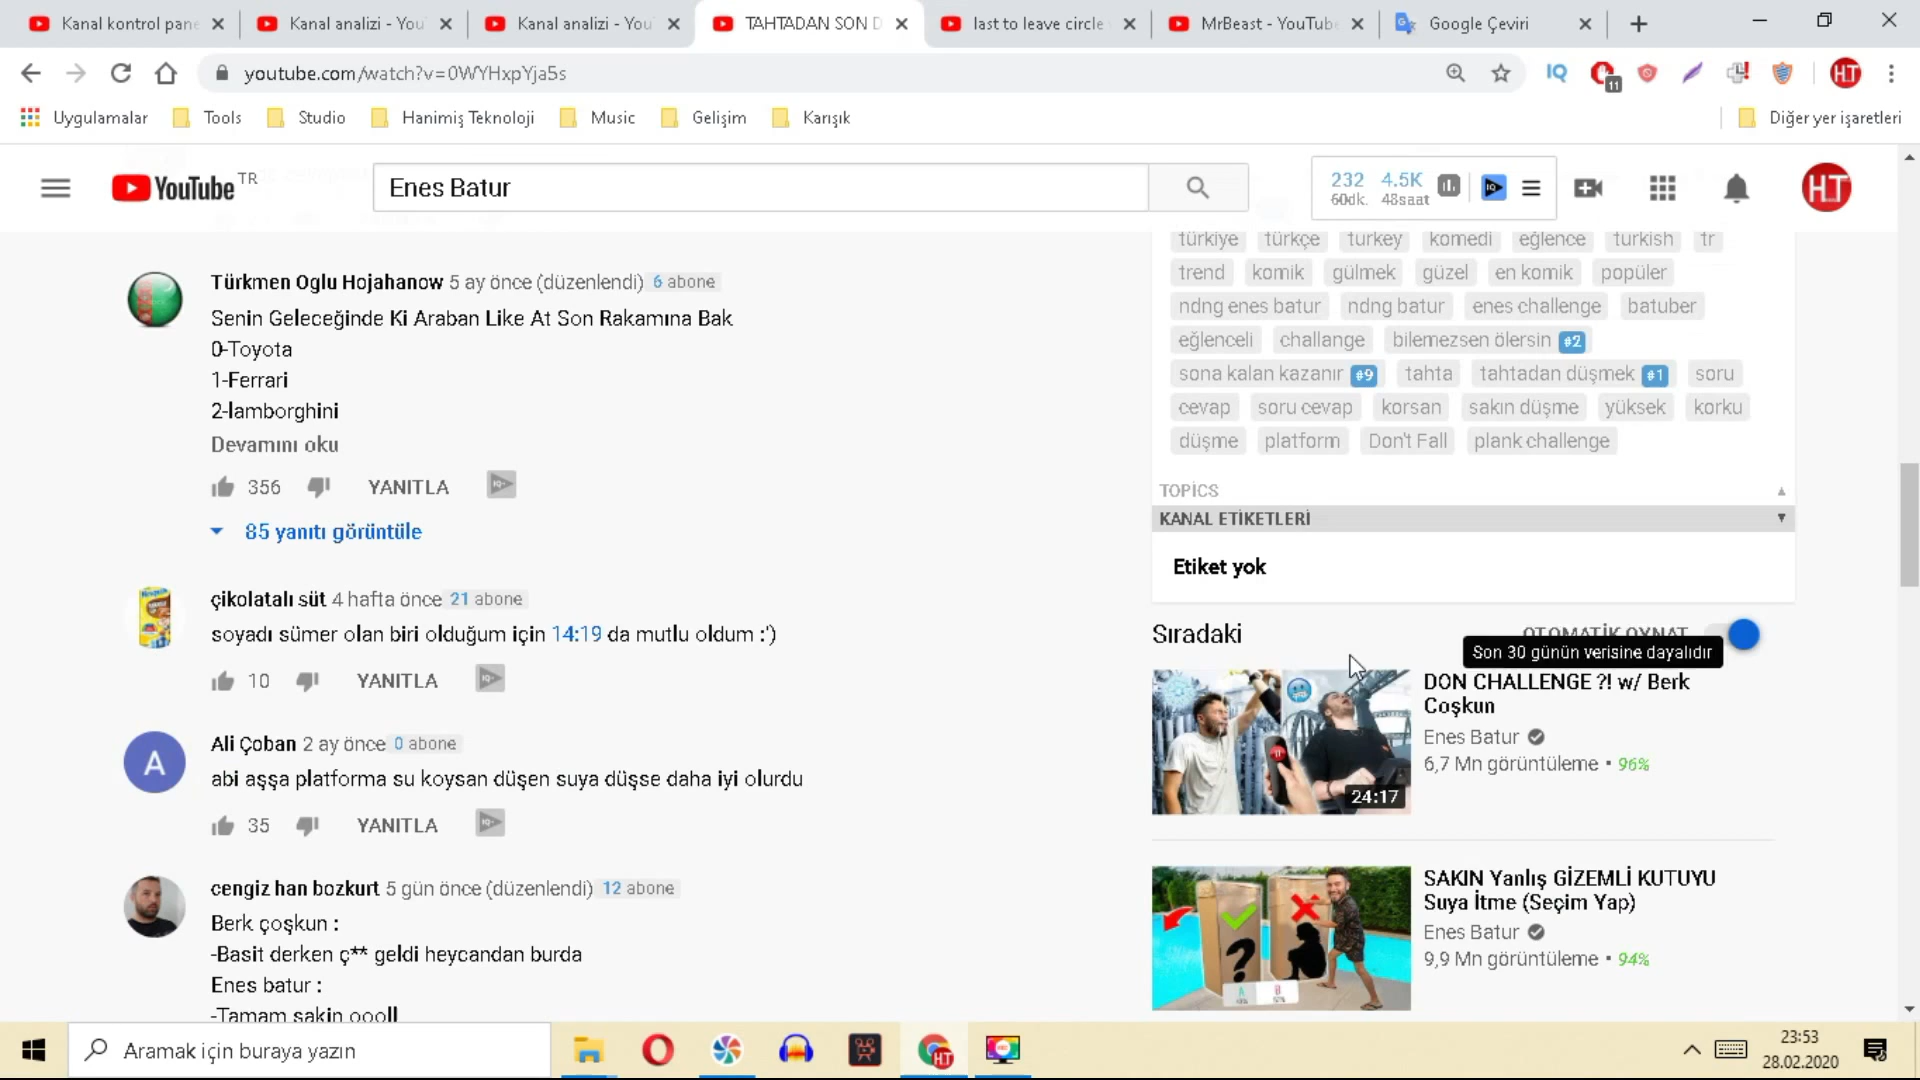 Kanal kontrol pane
Kanal analizi - You
Kanal analizi - You
TAHTADAN SON D
last to leave circle
MrBeast - YouTube
Google Çeviri
youtube.com/watch?v=0WYHxpYja5s
IQ
11
HT
Uygulamalar
Tools
Studio
Hanimiş Teknoloji
Music
Gelişim
Karışık
Diğer yer işaretleri
YouTube TR
Enes Batur
232 4.5K
60dk. 48saat
HT
türkiye türkçe turkey komedi eğlence turkish tr
trend komik gülmek güzel en komik popüler
ndng enes batur ndng batur enes challenge batuber
eğlenceli challange bilemezsen ölersin #2
sona kalan kazanır #9 tahta tahtadan düşmek #1 soru
cevap soru cevap korsan sakın düşme yüksek korku
düşme platform Don't Fall plank challenge
TOPİCS
KANAL ETİKETLERİ
Etiket yok
Türkmen Oglu Hojahanow 5 ay önce (düzenlendi) 6 abone
Senin Geleceğinde Ki Araban Like At Son Rakamına Bak
0-Toyota
1-Ferrari
2-lamborghini
Devamını oku
356 YANITLA
85 yanıtı görüntüle
çikolatalı süt 4 hafta önce 21 abone
soyadı sümer olan biri olduğum için 14:19 da mutlu oldum :')
10 YANITLA
A
Ali Çoban 2 ay önce 0 abone
abi aşşa platforma su koysan düşen suya düşse daha iyi olurdu
35 YANITLA
cengiz han bozkurt 5 gün önce (düzenlendi) 12 abone
Berk çoşkun :
-Basit derken ç** geldi heycandan burda
Enes batur :
-Tamam sakin oooll
Sıradaki
OTOMATİK OYNAT
Son 30 günün verisine dayalıdır
DON CHALLENGE ?! w/ Berk
Coşkun
Enes Batur
6,7 Mn görüntüleme • 96%
24:17
SAKIN Yanlış GİZEMLİ KUTUYU
Suya İtme (Seçim Yap)
Enes Batur
9,9 Mn görüntüleme • 94%
?
A
B
Aramak için buraya yazın
HT
23:53
28.02.2020